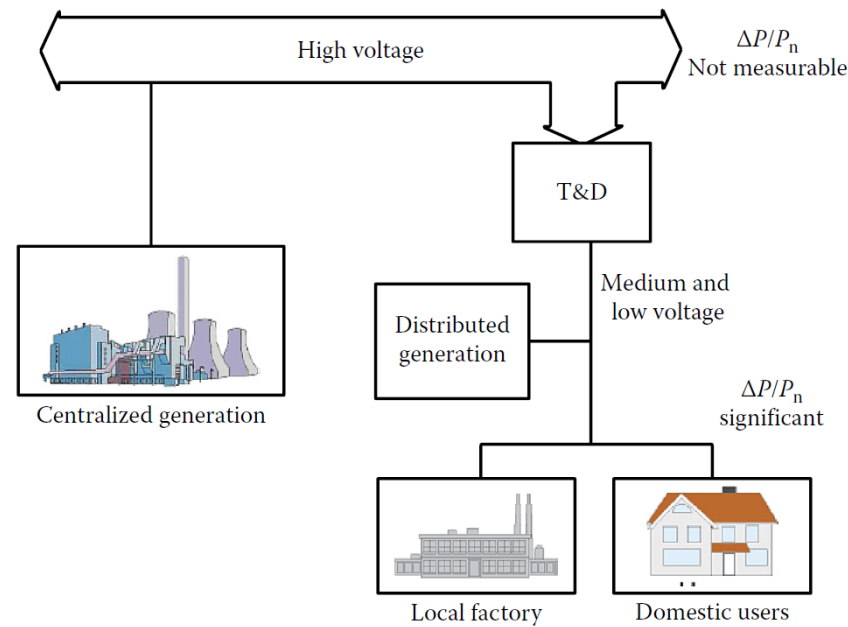 High voltage
ΔP/Pn
Not measurable
T&D
Medium and
low voltage
Distributed
generation
Centralized generation
ΔP/Pn
significant
Local factory
Domestic users